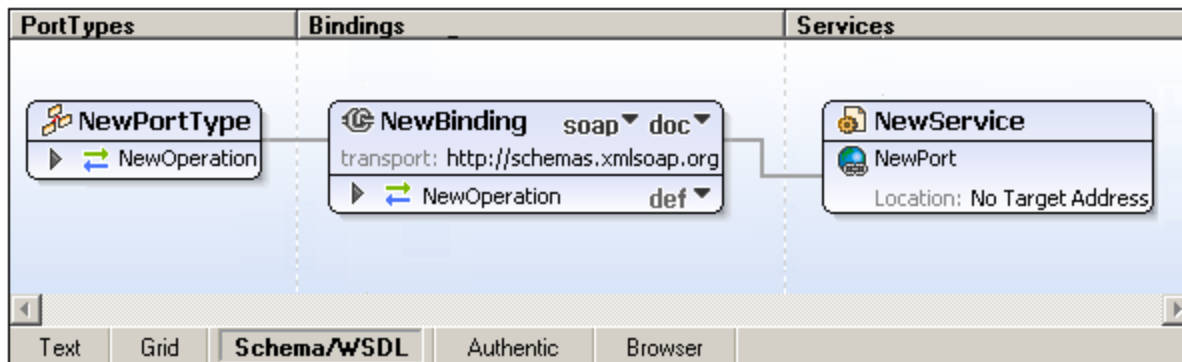 PortTypes
Bindings
Services
NewPortType
NewOperation
NewBinding soap doc
transport: http://schemas.xmlsoap.org
NewOperation def
NewService
NewPort
Location: No Target Address
Text Grid Schema/WSDL Authentic Browser